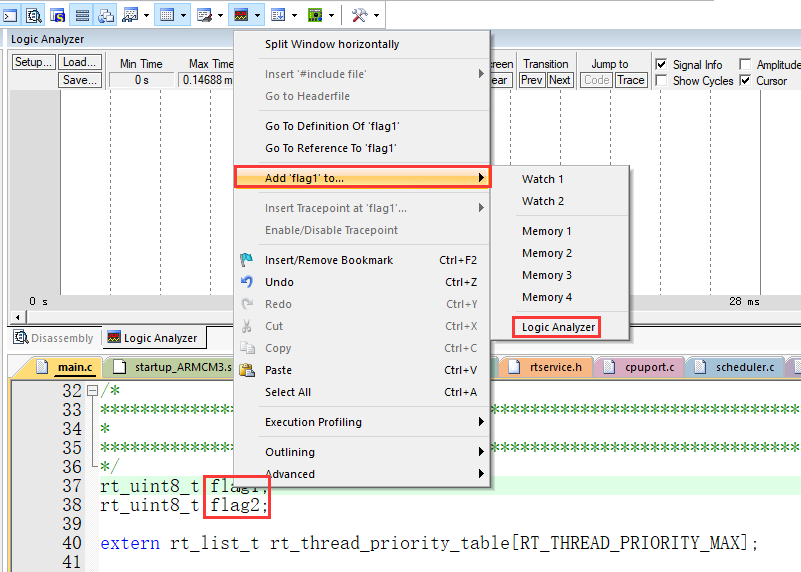 Logic Analyzer
Setup... Load... Min Time Max Time Screen Transition Jump to Signal Info Amplitude
Save... 0 s 0.14688 m Clear Prev Next Code Trace Show Cycles Cursor
0 s 28 ms
Disassembly Logic Analyzer
Split Window horizontally
Insert '#include file'
Go to Headerfile
Go To Definition Of 'flag1'
Go To Reference To 'flag1'
Add 'flag1' to...
Insert Tracepoint at 'flag1'...
Enable/Disable Tracepoint
Insert/Remove Bookmark Ctrl+F2
Undo Ctrl+Z
Redo Ctrl+Y
Cut Ctrl+X
Copy Ctrl+C
Paste Ctrl+V
Select All Ctrl+A
Execution Profiling
Outlining
Advanced
Watch 1
Watch 2
Memory 1
Memory 2
Memory 3
Memory 4
Logic Analyzer
main.c startup_ARMCM3.s rtservice.h cpuport.c scheduler.c
32 /*
33
34 *
35
36 */
37 rt_uint8_t flag1;
38 rt_uint8_t flag2;
39
40 extern rt_list_t rt_thread_priority_table[RT_THREAD_PRIORITY_MAX];
41